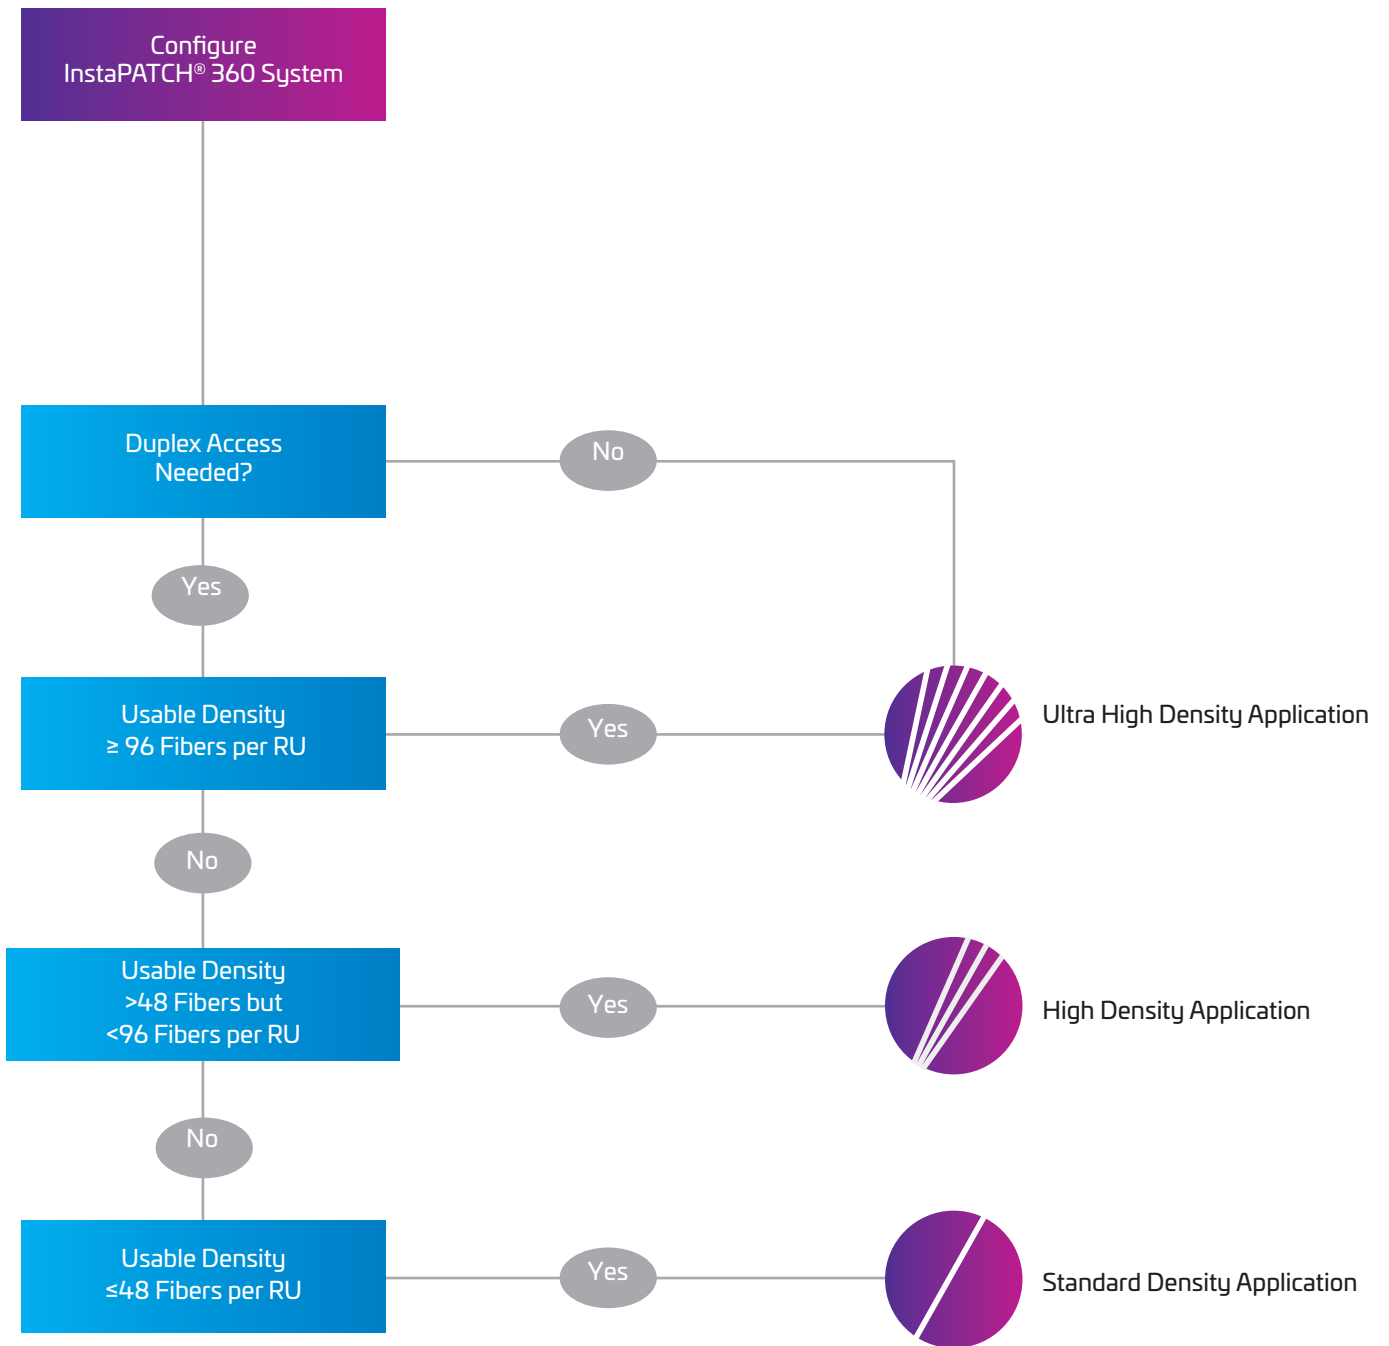 Configure
InstaPATCH® 360 System
Duplex Access
Needed?
No
Yes
Usable Density
≥ 96 Fibers per RU
Yes
Ultra High Density Application
No
Usable Density
>48 Fibers but
<96 Fibers per RU
Yes
High Density Application
No
Usable Density
≤48 Fibers per RU
Yes
Standard Density Application